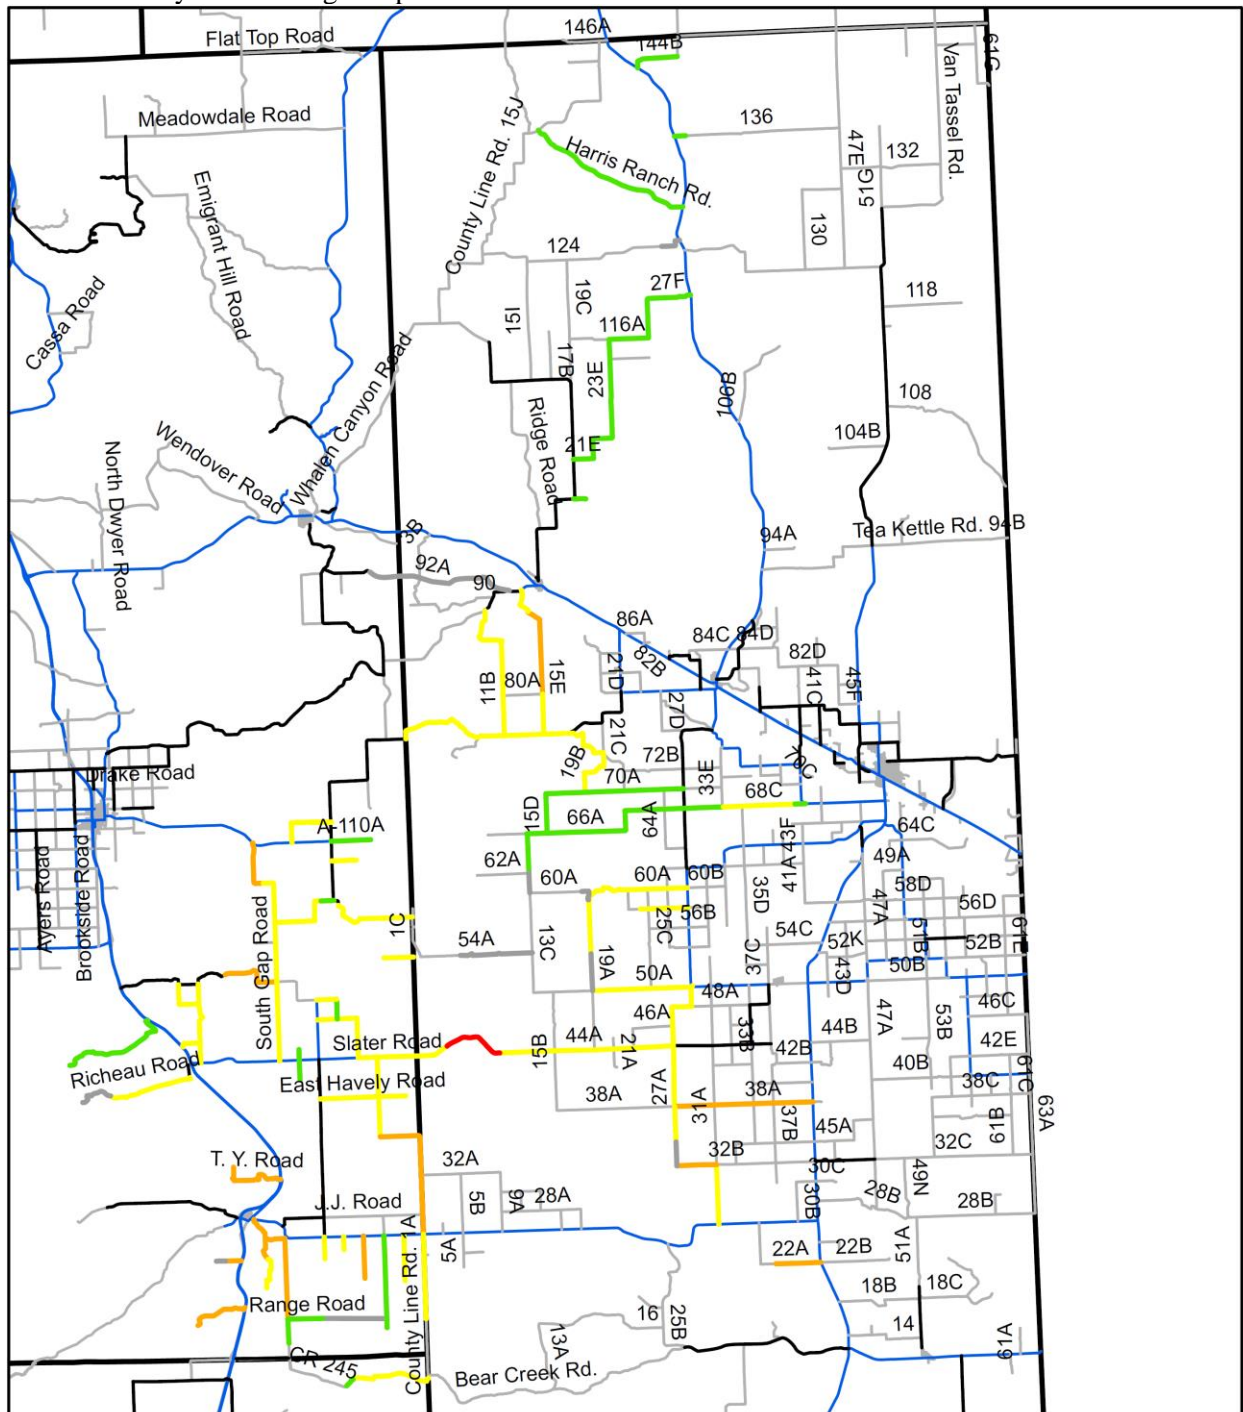 146A
Flat Top Road
144B
61G
Van Tassel Rd.
Meadowdale Road
136
County Line Rd. 15J
47E
132
Harris Ranch Rd.
51G
Emigrant Hill Road
130
124
27F
19C
118
Cassa Road
15I
116A
17B
23E
Whalen Canyon Road
100B
108
Ridge Road
21E
104B
Wendover Road
North Dwyer Road
3B
94A
Tea Kettle Rd. 94B
92A
90
86A
84C
84D
82B
82D
21D
80A
15E
11B
41C
45F
27D
21C
72B
19B
70A
33E
70C
Drake Road
68C
15D
66A
64A
A-110A
43F
64C
41A
49A
62A
60A
60A
60B
58D
Ayers Road
Brookside Road
35D
47A
56D
South Gap Road
1C
25C
56B
54C
51B
61E
13C
54A
52K
52B
37C
19A
50A
43D
50B
48A
46C
46A
47A
53B
Slater Road
44A
33B
44B
42E
15B
21A
42B
Richeau Road
40B
East Havely Road
38A
27A
31A
38A
38C
61C
37B
45A
61B
63A
T. Y. Road
32A
32B
30C
32C
49N
J.J. Road
5B
9A
28A
30B
28B
28B
5A
22A
22B
51A
County Line Rd. 1A
18B
18C
Range Road
16
25B
14
13A
61A
CR 245
Bear Creek Rd.